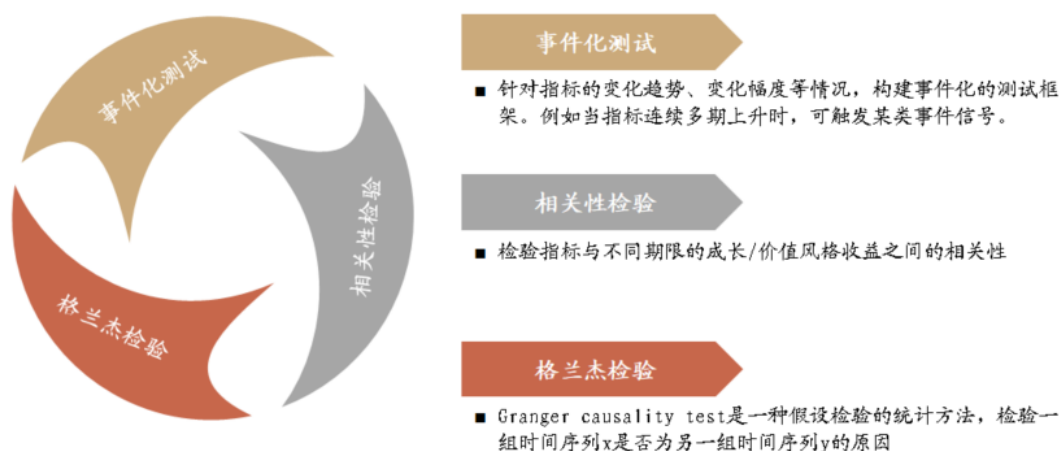 事件化测试
相关性检验
格兰杰检验
事件化测试
■ 针对指标的变化趋势、变化幅度等情况，构建事件化的测试框
架。例如当指标连续多期上升时，可触发某类事件信号。
相关性检验
■ 检验指标与不同期限的成长/价值风格收益之间的相关性
格兰杰检验
■ Granger causality test是一种假设检验的统计方法，检验一
组时间序列x是否为另一组时间序列y的原因